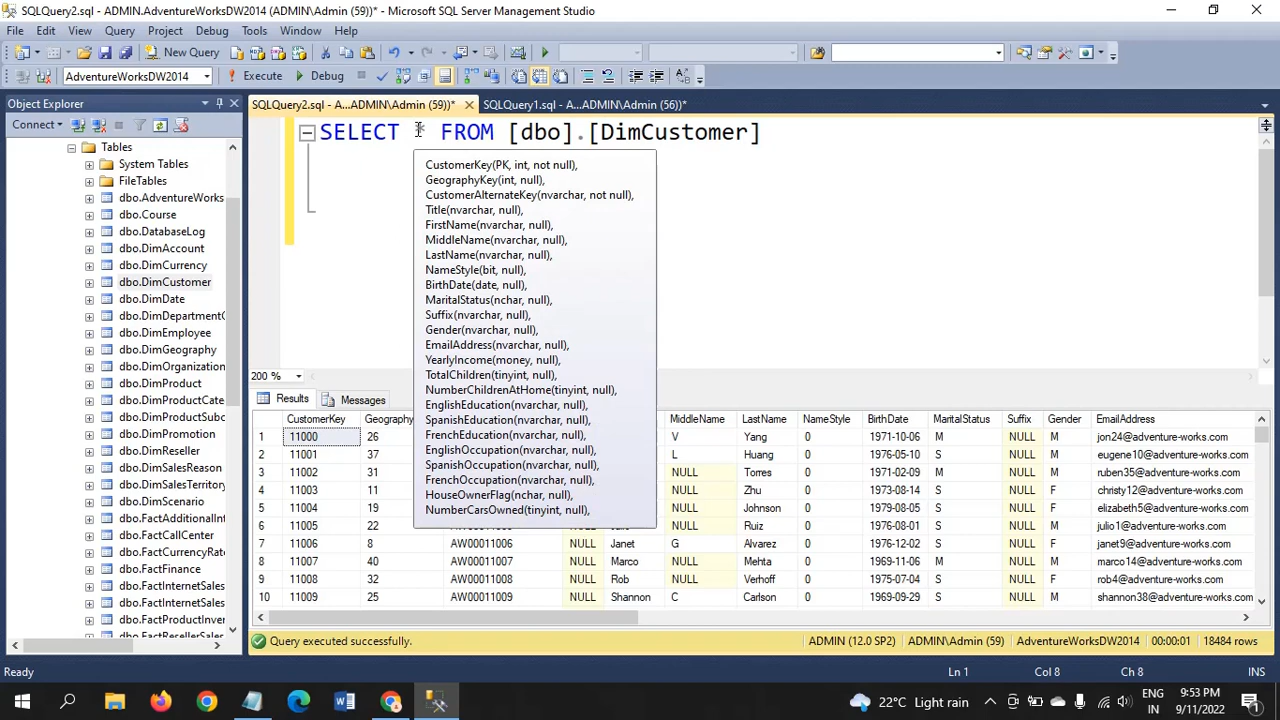 SQLQuery2.sql - ADMIN.AdventureWorksDW2014 (ADMIN\Admin (59))* - Microsoft SQL Server Management Studio
File Edit View Query Project Debug Tools Window Help
New Query
AdventureWorksDW2014 Execute Debug
Object Explorer
Connect
SQLQuery2.sql - A...ADMIN\Admin (59))* SQLQuery1.sql - A...ADMIN\Admin (56))*
SELECT * FROM [dbo].[DimCustomer]
Tables
System Tables
FileTables
dbo.AdventureWorks
dbo.Course
dbo.DatabaseLog
dbo.DimAccount
dbo.DimCurrency
dbo.DimCustomer
dbo.DimDate
dbo.DimDepartment
dbo.DimEmployee
dbo.DimGeography
dbo.DimOrganization
dbo.DimProduct
dbo.DimProductCate
dbo.DimProductSubc
dbo.DimPromotion
dbo.DimReseller
dbo.DimSalesReason
dbo.DimSalesTerritory
dbo.DimScenario
dbo.FactAdditionalInt
dbo.FactCallCenter
dbo.FactCurrencyRate
dbo.FactFinance
dbo.FactInternetSales
dbo.FactInternetSales
dbo.FactProductInver
dbo.FactResellerSales
CustomerKey(PK, int, not null),
GeographyKey(int, null),
CustomerAlternateKey(nvarchar, not null),
Title(nvarchar, null),
FirstName(nvarchar, null),
MiddleName(nvarchar, null),
LastName(nvarchar, null),
NameStyle(bit, null),
BirthDate(date, null),
MaritalStatus(nchar, null),
Suffix(nvarchar, null),
Gender(nvarchar, null),
EmailAddress(nvarchar, null),
YearlyIncome(money, null),
TotalChildren(tinyint, null),
NumberChildrenAtHome(tinyint, null),
EnglishEducation(nvarchar, null),
SpanishEducation(nvarchar, null),
FrenchEducation(nvarchar, null),
EnglishOccupation(nvarchar, null),
SpanishOccupation(nvarchar, null),
FrenchOccupation(nvarchar, null),
HouseOwnerFlag(nchar, null),
NumberCarsOwned(tinyint, null),
200 %
Results Messages
CustomerKey Geography MiddleName LastName NameStyle BirthDate MaritalStatus Suffix Gender EmailAddress
1 11000 26 V Yang 0 1971-10-06 M NULL M jon24@adventure-works.com
2 11001 37 L Huang 0 1976-05-10 S NULL M eugene10@adventure-works.com
3 11002 31 NULL Torres 0 1971-02-09 M NULL M ruben35@adventure-works.com
4 11003 11 NULL Zhu 0 1973-08-14 S NULL F christy12@adventure-works.com
5 11004 19 NULL Johnson 0 1979-08-05 S NULL F elizabeth5@adventure-works.com
6 11005 22 NULL Ruiz 0 1976-08-01 S NULL M julio1@adventure-works.com
7 11006 8 AW00011006 NULL Janet G Alvarez 0 1976-12-02 S NULL F janet9@adventure-works.com
8 11007 40 AW00011007 NULL Marco NULL Mehta 0 1969-11-06 M NULL M marco14@adventure-works.com
9 11008 32 AW00011008 NULL Rob NULL Verhoff 0 1975-07-04 S NULL F rob4@adventure-works.com
10 11009 25 AW00011009 NULL Shannon C Carlson 0 1969-09-29 S NULL M shannon38@adventure-works.com
Query executed successfully. ADMIN (12.0 SP2) ADMIN\Admin (59) AdventureWorksDW2014 00:00:01 18484 rows
Ready Ln 1 Col 8 Ch 8 INS
22°C Light rain ENG IN 9:53 PM 9/11/2022 1